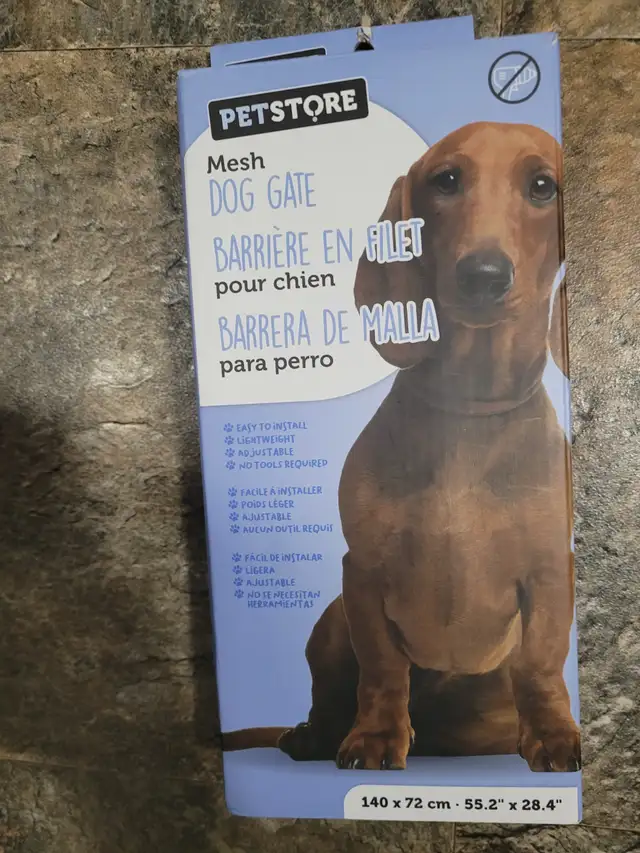 PETSTORE
Mesh
DOG GATE
BARRIÈRE EN FILET
pour chien
BARRERA DE MALLA
para perro
EASY TO INSTALL
LIGHTWEIGHT
ADJUSTABLE
NO TOOLS REQUIRED
FACILE À INSTALLER
POIDS LÉGER
AJUSTABLE
AUCUN OUTIL REQUIS
FÁCIL DE INSTALAR
LIGERA
AJUSTABLE
NO SE NECESITAN
HERRAMIENTAS
140 x 72 cm · 55.2" x 28.4"